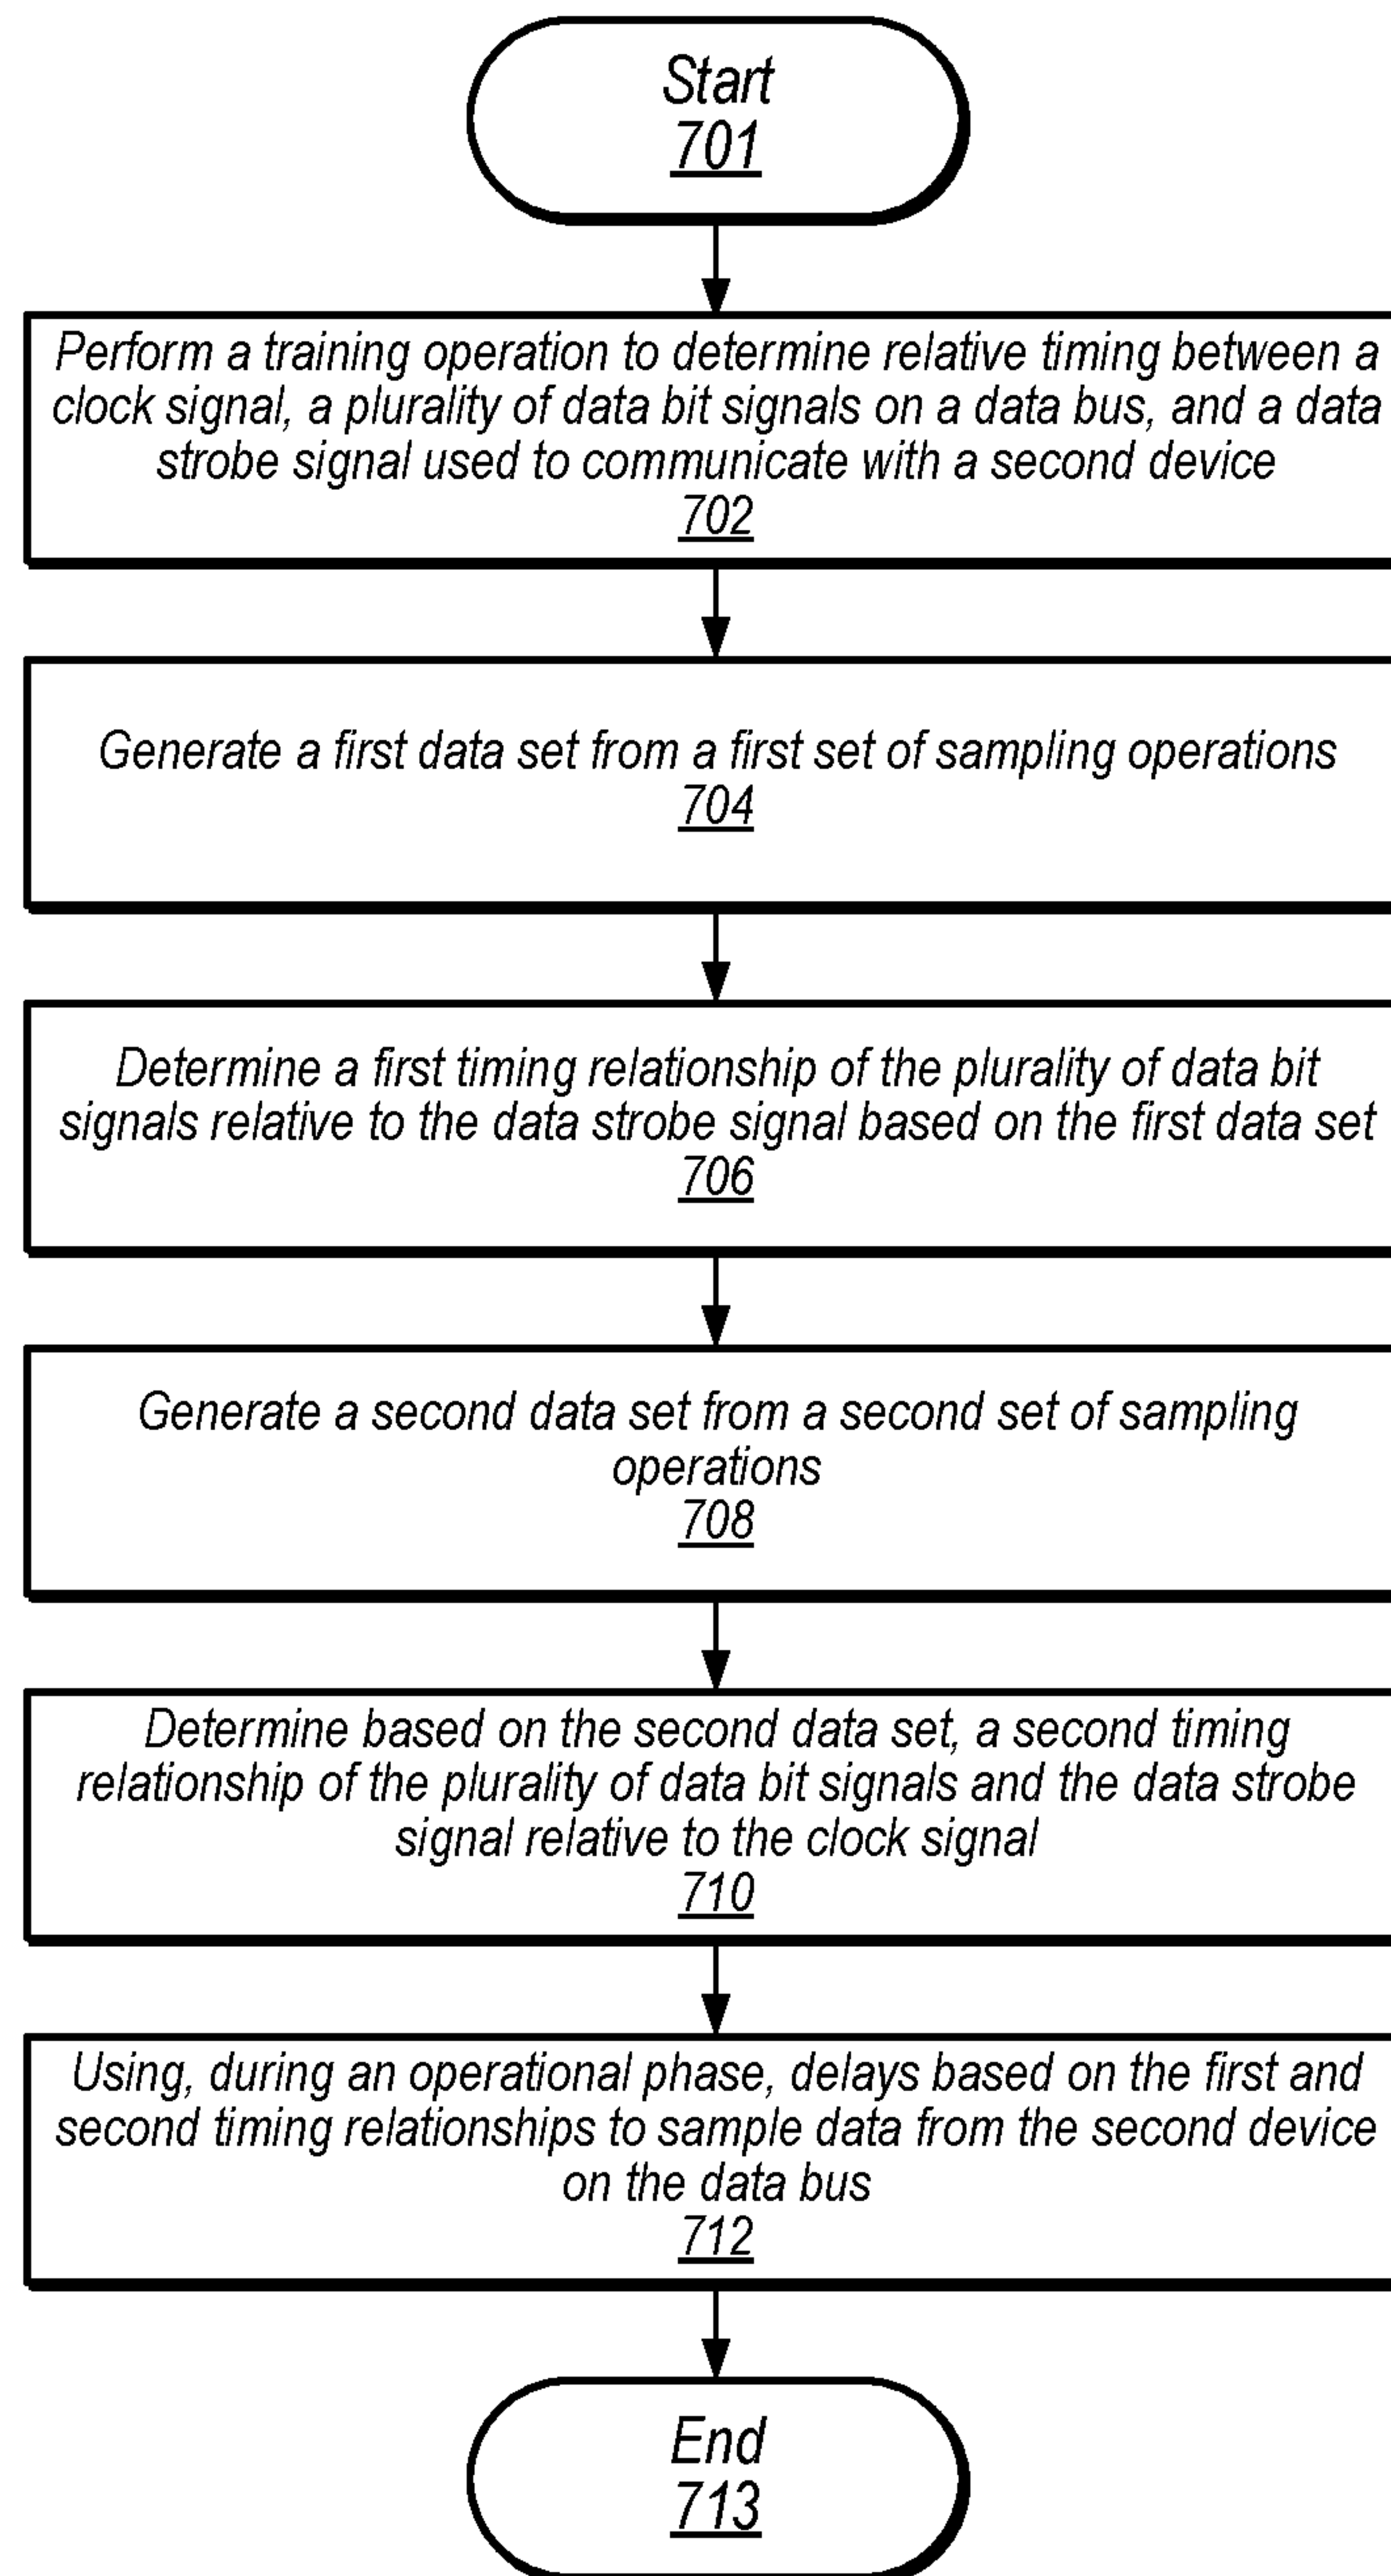 Start
701
Perform a training operation to determine relative timing between a
clock signal, a plurality of data bit signals on a data bus, and a data
strobe signal used to communicate with a second device
702
Generate a first data set from a first set of sampling operations
704
Determine a first timing relationship of the plurality of data bit
signals relative to the data strobe signal based on the first data set
706
Generate a second data set from a second set of sampling
operations
708
Determine based on the second data set, a second timing
relationship of the plurality of data bit signals and the data strobe
signal relative to the clock signal
710
Using, during an operational phase, delays based on the first and
second timing relationships to sample data from the second device
on the data bus
712
End
713